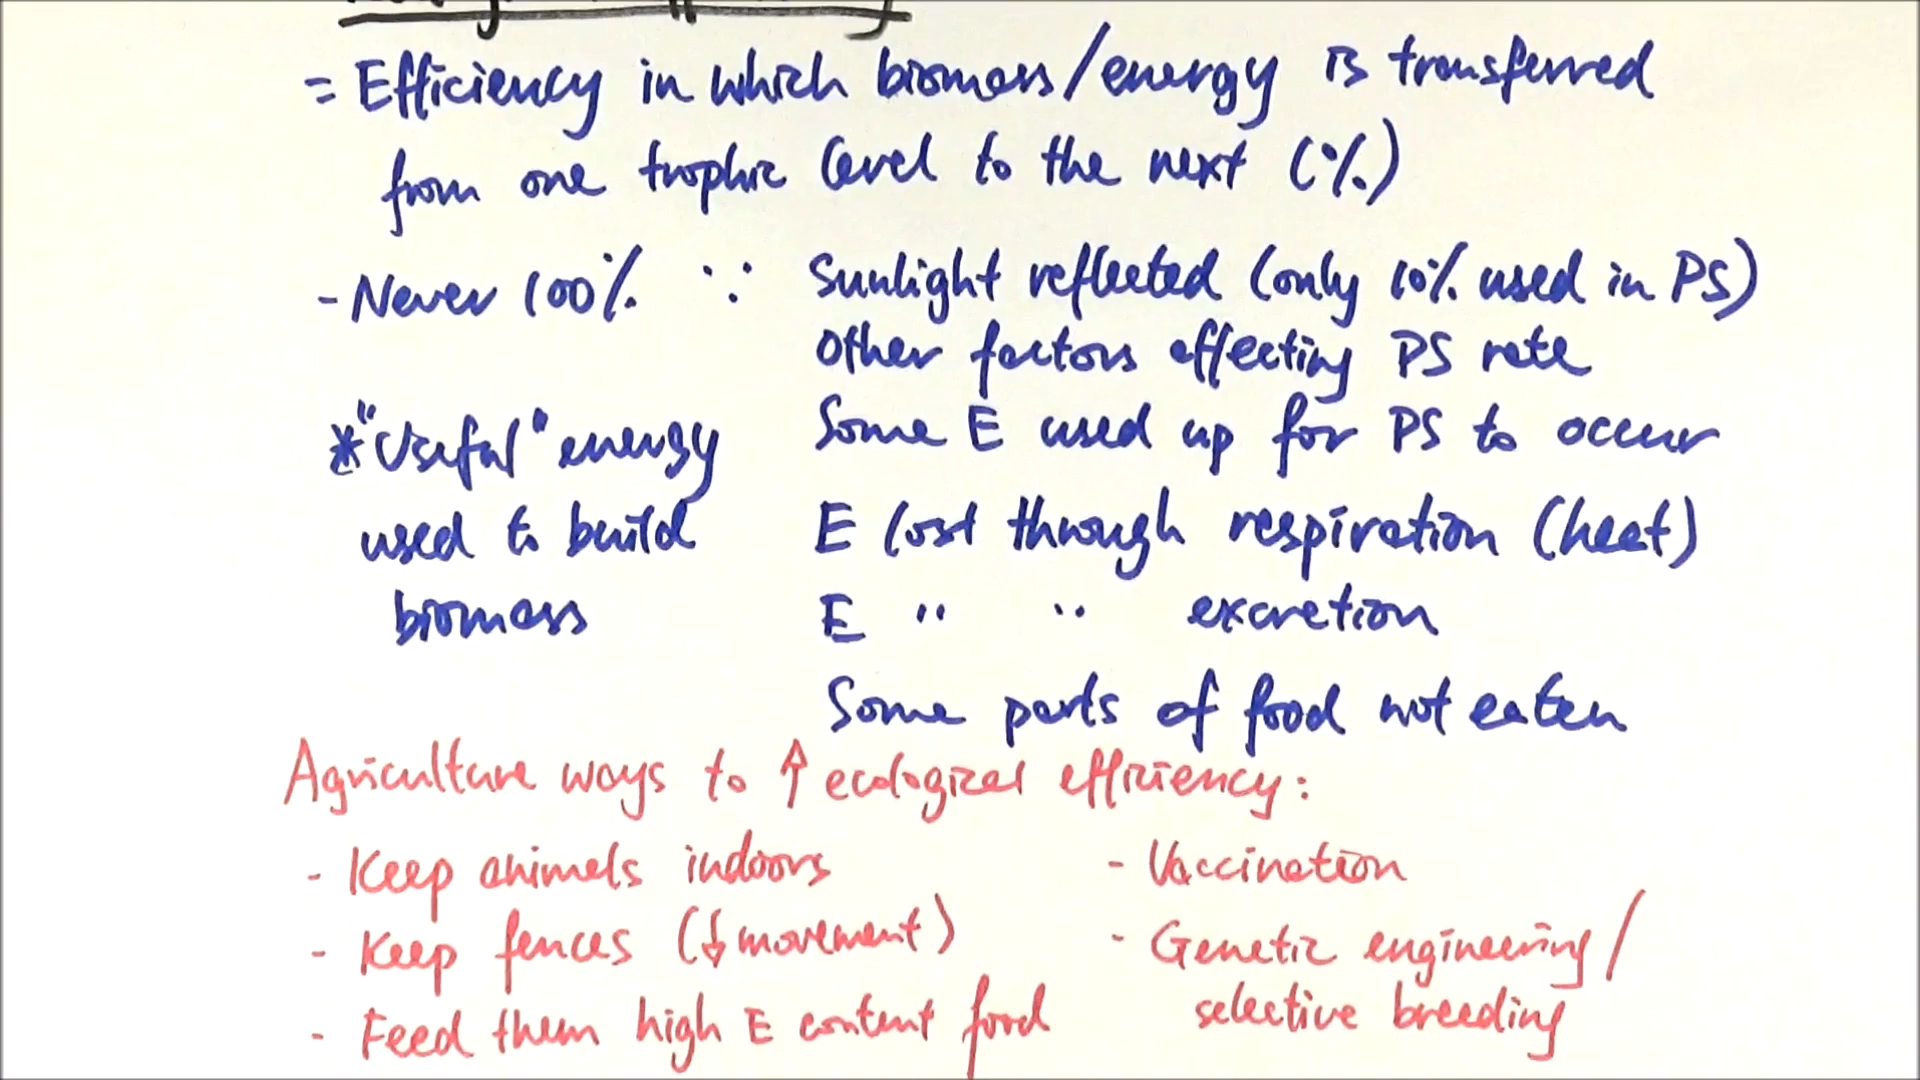 = Efficiency in which biomass/energy is transferred
from one trophic level to the next (%)
- Never 100% ∵ Sunlight reflected (only 10% used in PS)
Other factors affecting PS rate
*"Useful" energy
used to build
biomass
Some E used up for PS to occur
E lost through respiration (heat)
E " " excretion
Some parts of food not eaten
Agriculture ways to ↑ ecological efficiency:
- Keep animels indoors
- Keep fences (↓ movement)
- Feed them high E content food
- Vaccination
- Genetic engineering/
selective breeding